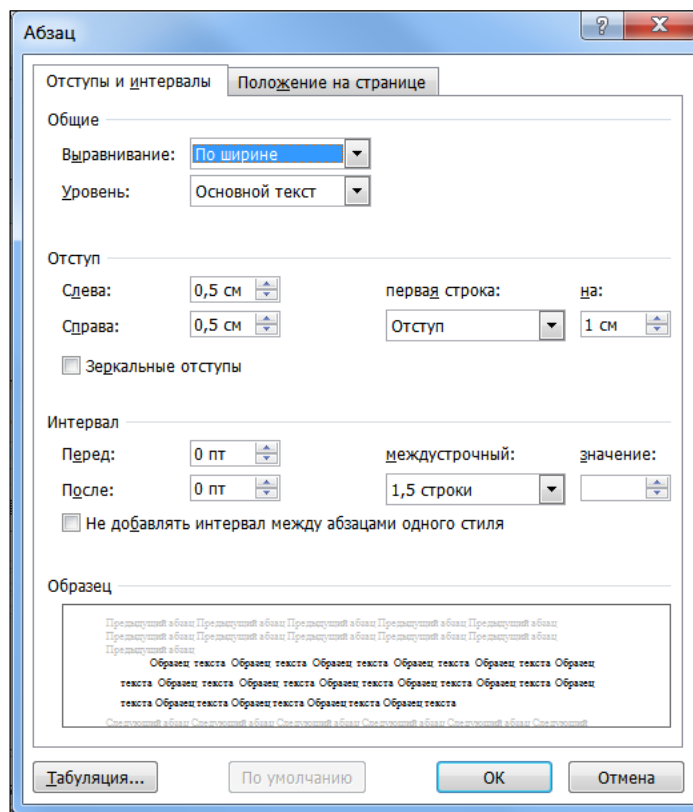 Абзац
Отступы и интервалы Положение на странице
Общие
Выравнивание: По ширине
Уровень: Основной текст
Отступ
Слева: 0,5 см первая строка: на:
Справа: 0,5 см Отступ 1 см
Зеркальные отступы
Интервал
Перед: 0 пт междустрочный: значение:
После: 0 пт 1,5 строки
Не добавлять интервал между абзацами одного стиля
Образец
Предыдущий абзац Предыдущий абзац Предыдущий абзац Предыдущий абзац Предыдущий абзац
Предыдущий абзац Предыдущий абзац Предыдущий абзац Предыдущий абзац Предыдущий абзац
Предыдущий абзац
Образец текста Образец текста Образец текста Образец текста Образец текста Образец
текста Образец текста Образец текста Образец текста Образец текста Образец текста Образец
текста Образец текста Образец текста Образец текста Образец текста
Следующий абзац Следующий абзац Следующий абзац Следующий абзац Следующий абзац Следующий
Табуляция... По умолчанию ОК Отмена